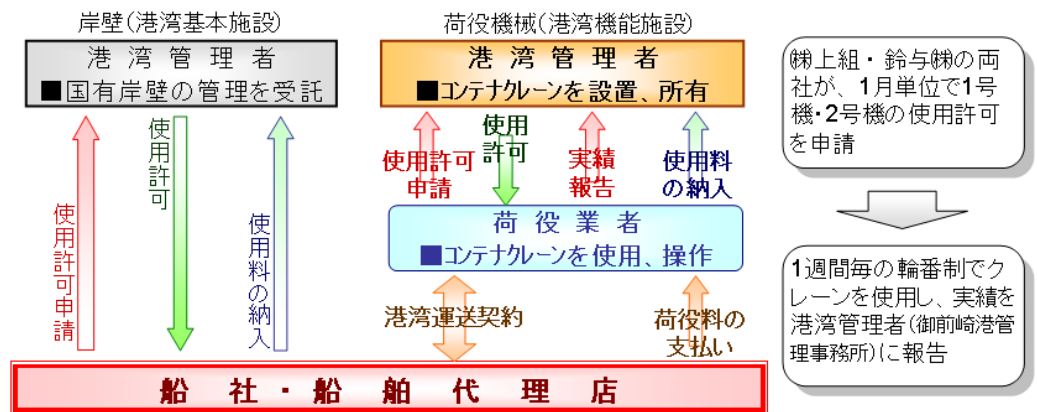 岸壁(港湾基本施設)
港湾管理者
■国有岸壁の管理を受託
使用許可申請
使用許可
使用料の納入
荷役機械(港湾機能施設)
港湾管理者
■コンテナクレーンを設置、所有
使用許可
申請
使用
許可
実績
報告
使用料
の納入
荷役業者
■コンテナクレーンを使用、操作
港湾運送契約
荷役料の
支払い
船社・船舶代理店
㈱上組・鈴与㈱の両
社が、1月単位で1号
機・2号機の使用許可
を申請
1週間毎の輪番制でク
レーンを使用し、実績を
港湾管理者(御前崎港管
理事務所)に報告